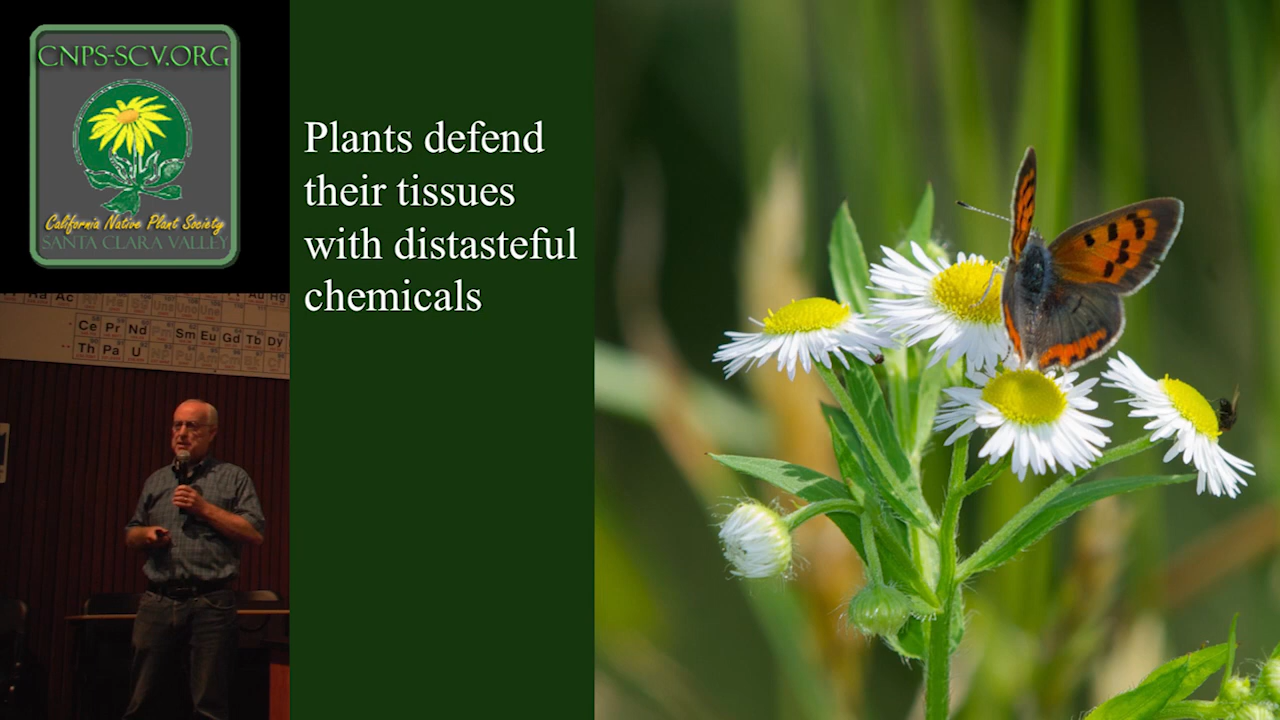 CNPS-SCV.ORG
California Native Plant Society
SANTA CLARA VALLEY
Plants defend
their tissues
with distasteful
chemicals
Ac
Ce Pr Nd Sm Eu Gd Tb Dy
Th Pa U